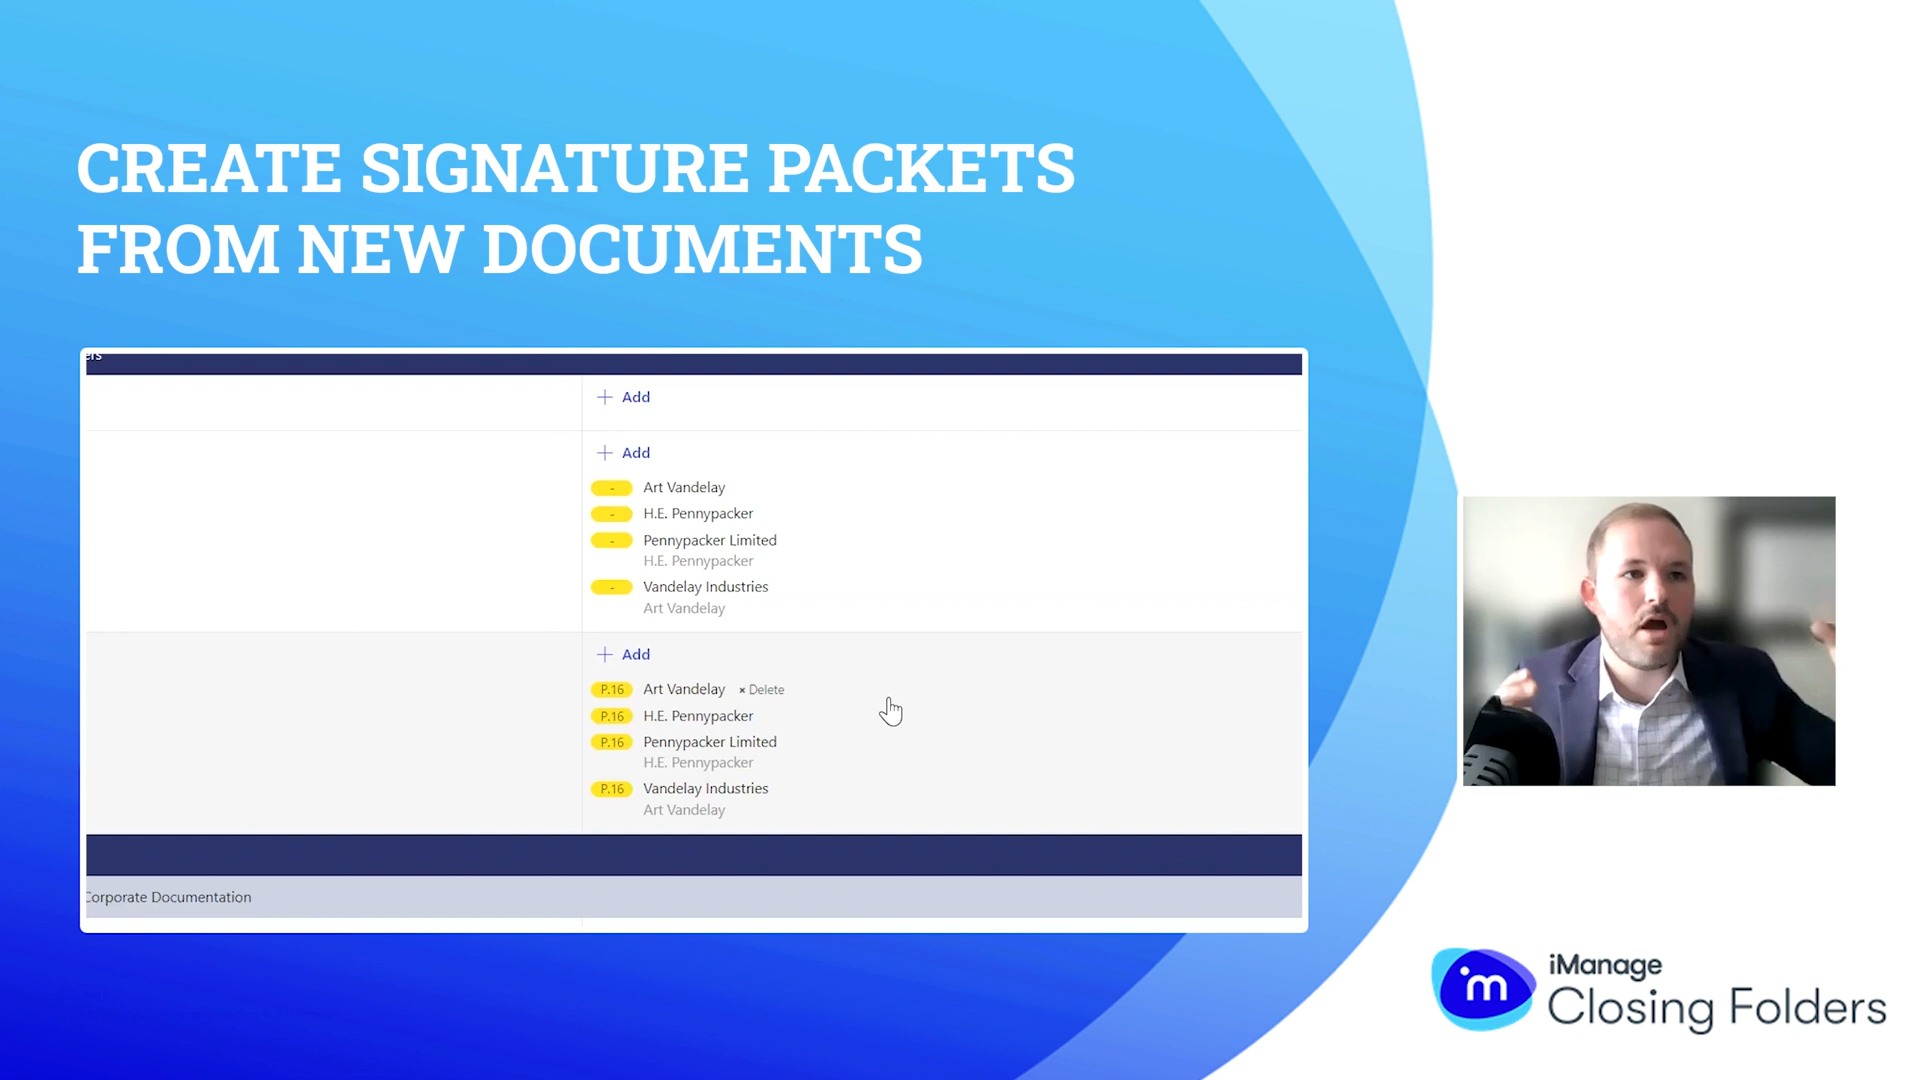 CREATE SIGNATURE PACKETS
FROM NEW DOCUMENTS
ers
+ Add
+ Add
- Art Vandelay
- H.E. Pennypacker
- Pennypacker Limited
H.E. Pennypacker
- Vandelay Industries
Art Vandelay
+ Add
P.16 Art Vandelay × Delete
P.16 H.E. Pennypacker
P.16 Pennypacker Limited
H.E. Pennypacker
P.16 Vandelay Industries
Art Vandelay
Corporate Documentation
im
iManage
Closing Folders